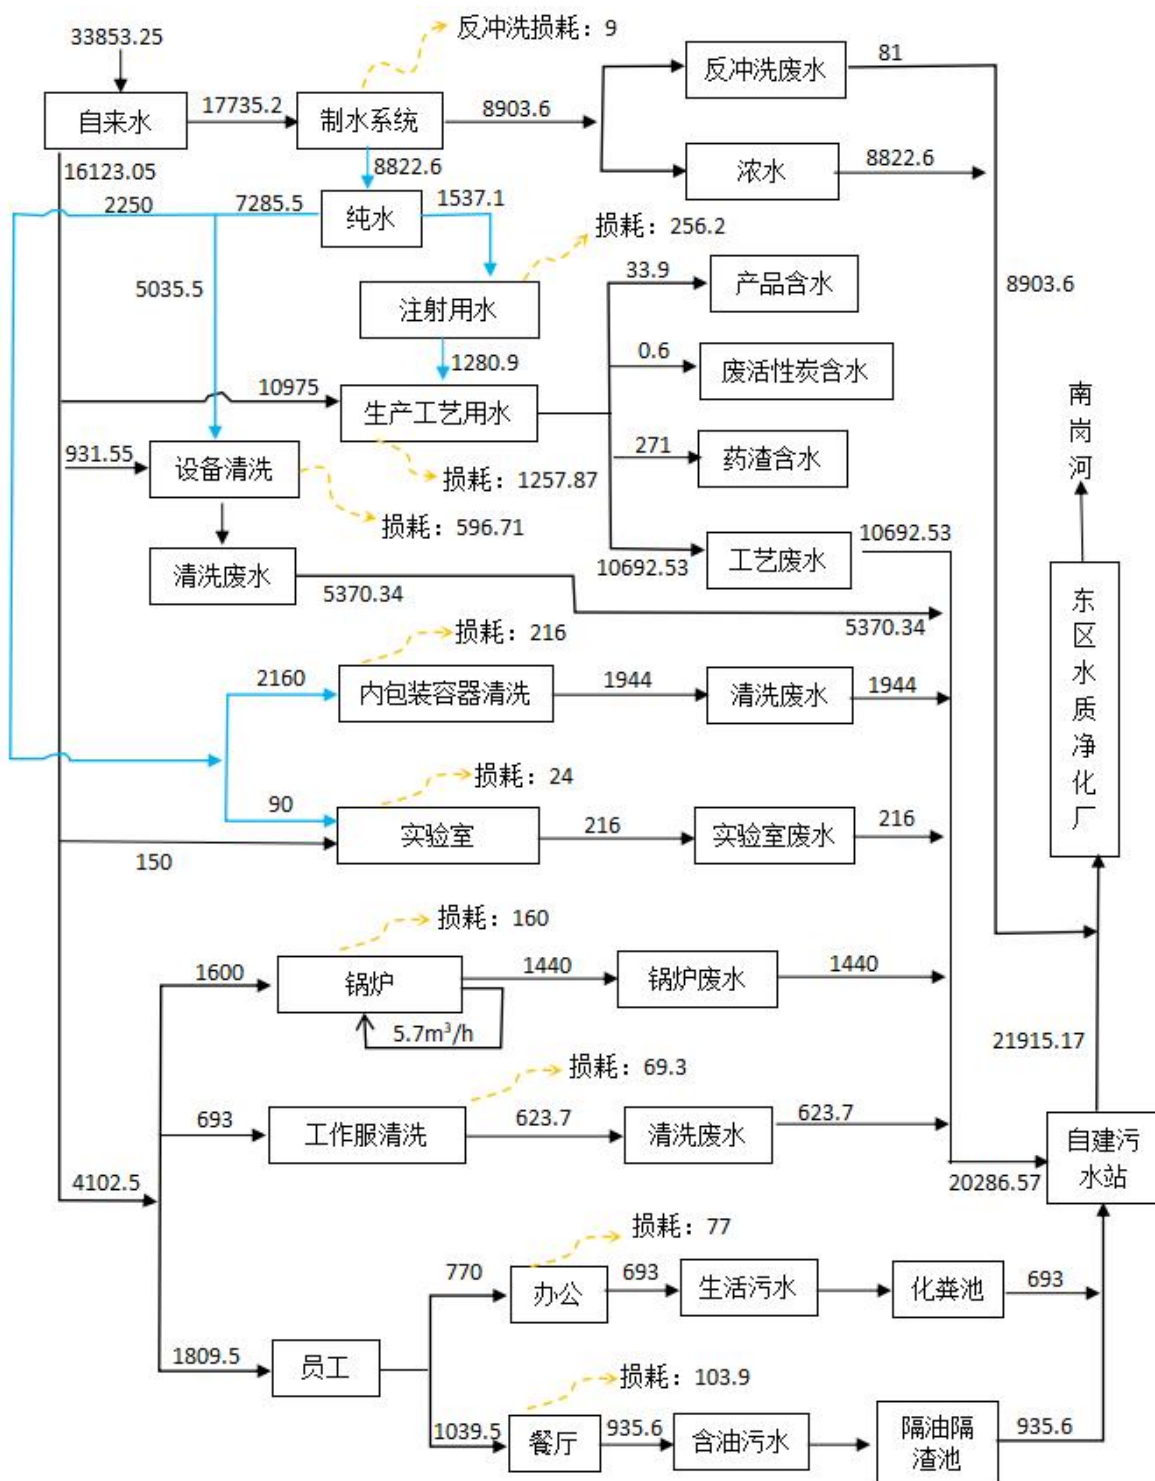 33853.25
自来水
17735.2
反冲洗损耗：9
制水系统
8903.6
反冲洗废水
81
浓水
8822.6
16123.05
8822.6
2250
7285.5
纯水
1537.1
损耗：256.2
5035.5
注射用水
33.9
产品含水
8903.6
1280.9
0.6
废活性炭含水
10975
生产工艺用水
931.55
设备清洗
损耗：1257.87
271
药渣含水
损耗：596.71
10692.53
工艺废水
10692.53
清洗废水
5370.34
5370.34
南岗河
东区水质净化厂
损耗：216
2160
内包装容器清洗
1944
清洗废水
1944
损耗：24
90
实验室
216
实验室废水
216
150
损耗：160
1600
锅炉
1440
锅炉废水
1440
5.7m³/h
21915.17
损耗：69.3
693
工作服清洗
623.7
清洗废水
623.7
自建污
水站
4102.5
20286.57
损耗：77
770
办公
693
生活污水
化粪池
693
1809.5
员工
损耗：103.9
1039.5
餐厅
935.6
含油污水
隔油隔
渣池
935.6